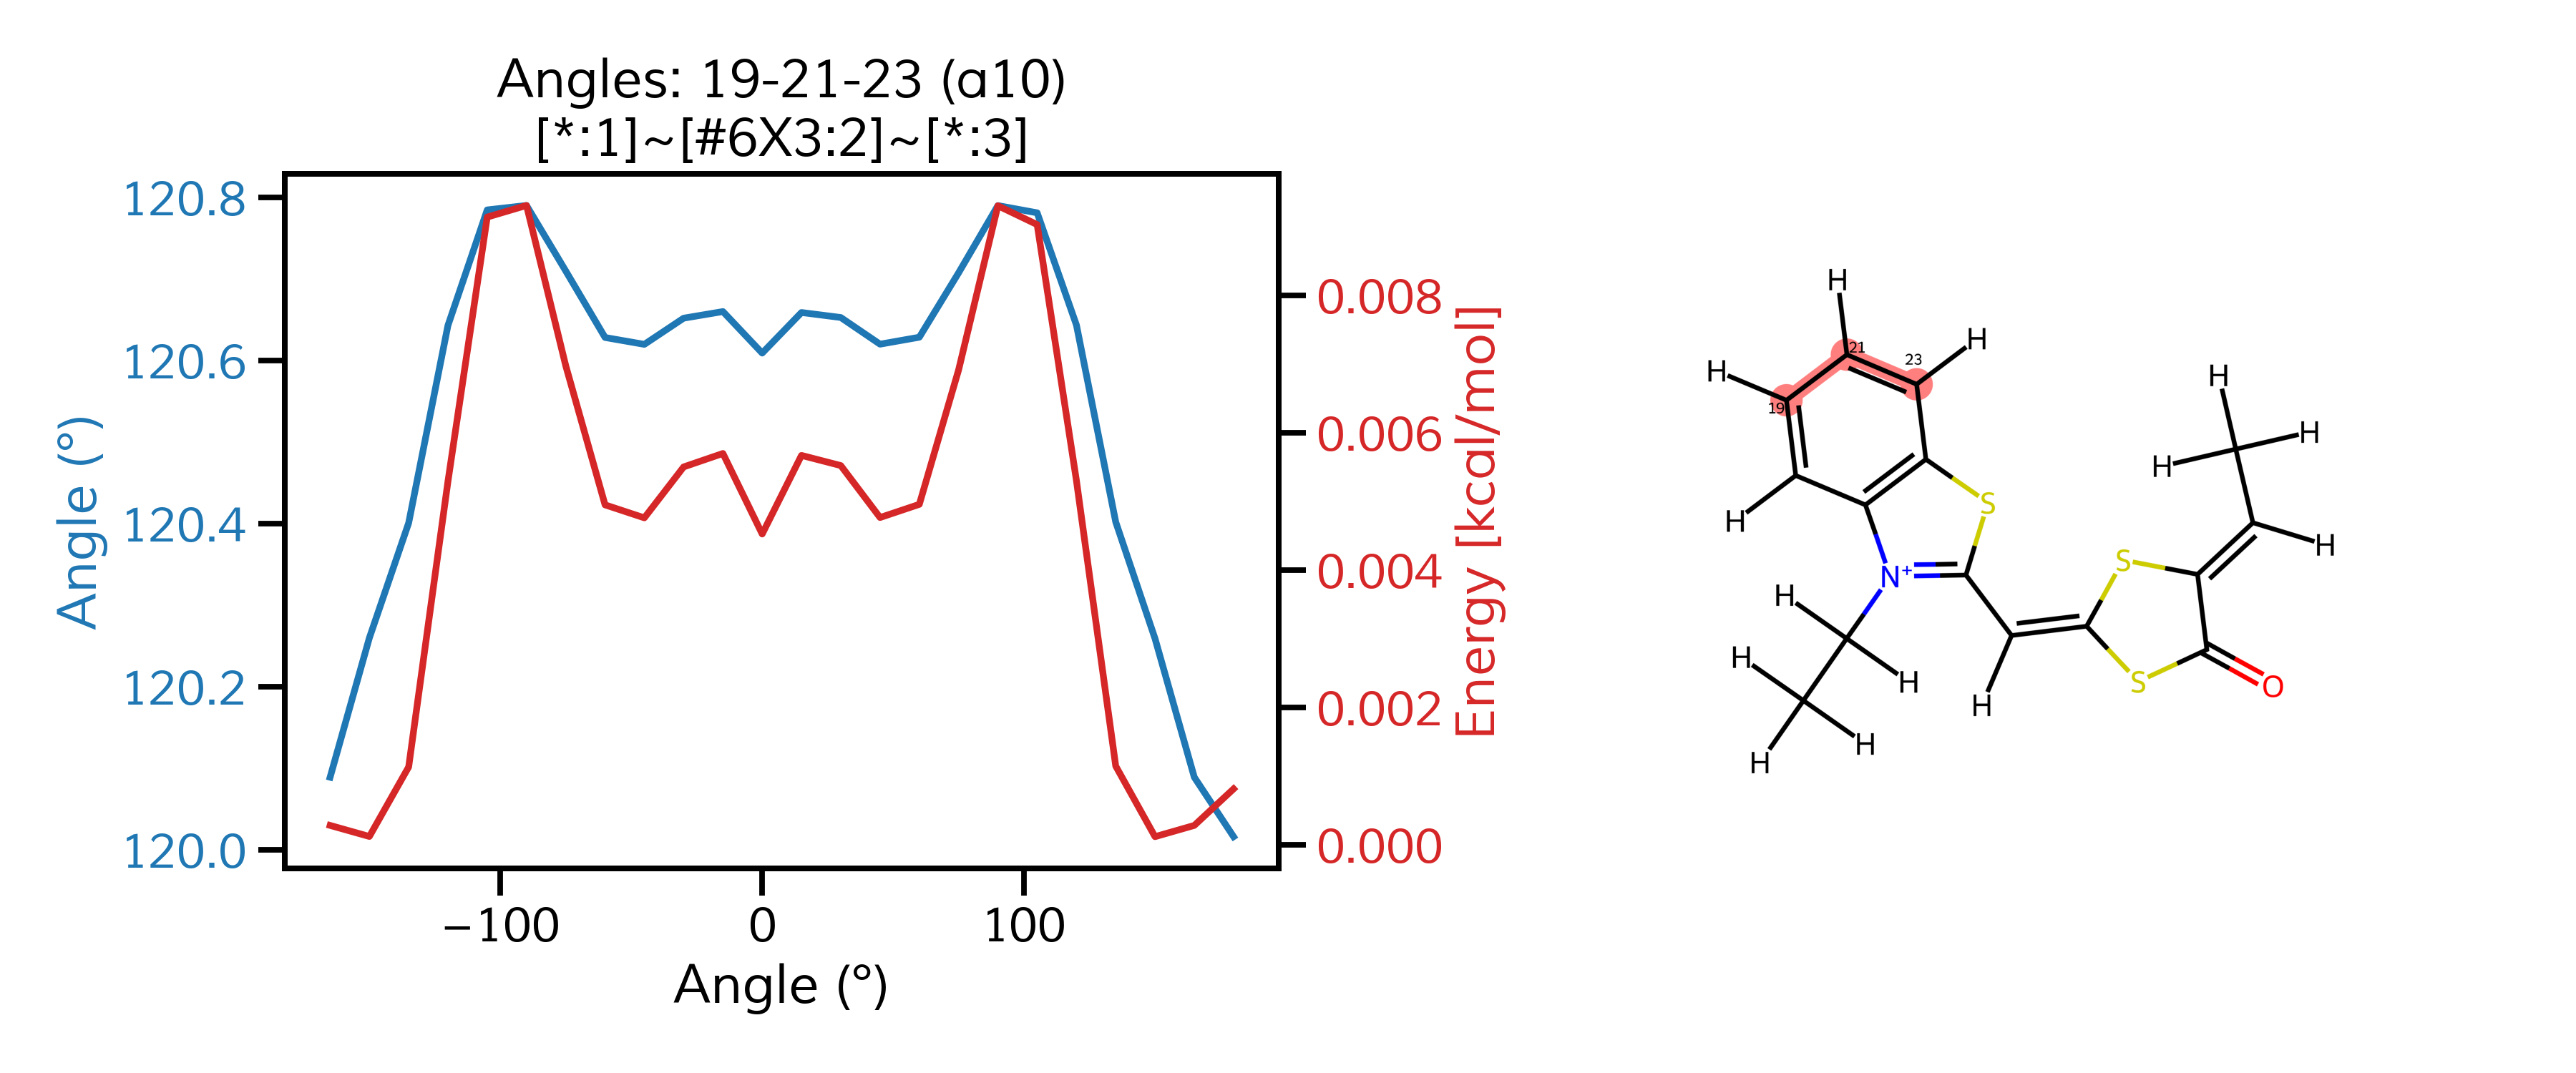 Angles: 19-21-23 (a10)
[*:1]~[#6X3:2]~[*:3]
Angle (°)
120.8
120.6
120.4
120.2
120.0
0.008
0.006
0.004
0.002
0.000
Energy [kcal/mol]
−100
0
100
Angle (°)
H
H
21
23
H
19
H
H
S
H
H
H
S
H
N+
H
H
H
S
O
H
H
H